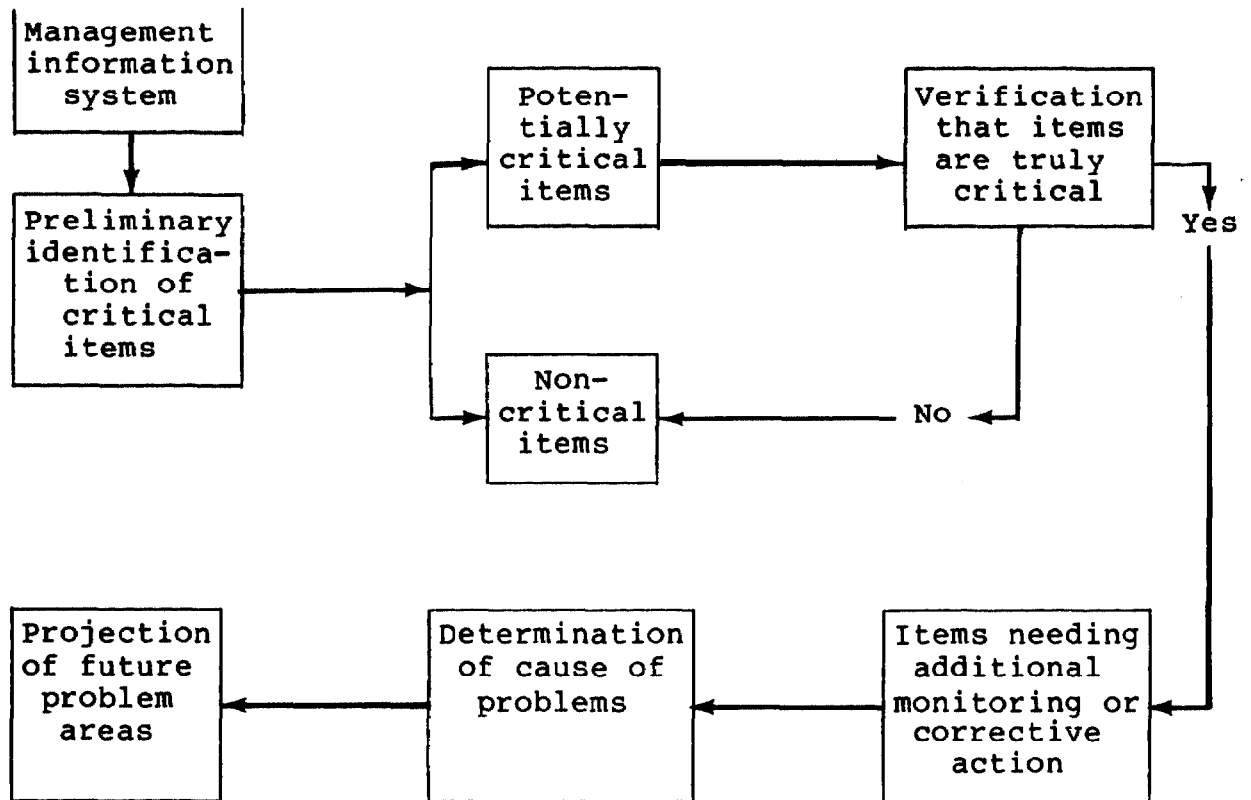 Management
information
system
Preliminary
identifica-
tion of
critical
items
Poten-
tially
critical
items
Non-
critical
items
Verification
that items
are truly
critical
Yes
No
Items needing
additional
monitoring or
corrective
action
Determination
of cause of
problems
Projection
of future
problem
areas